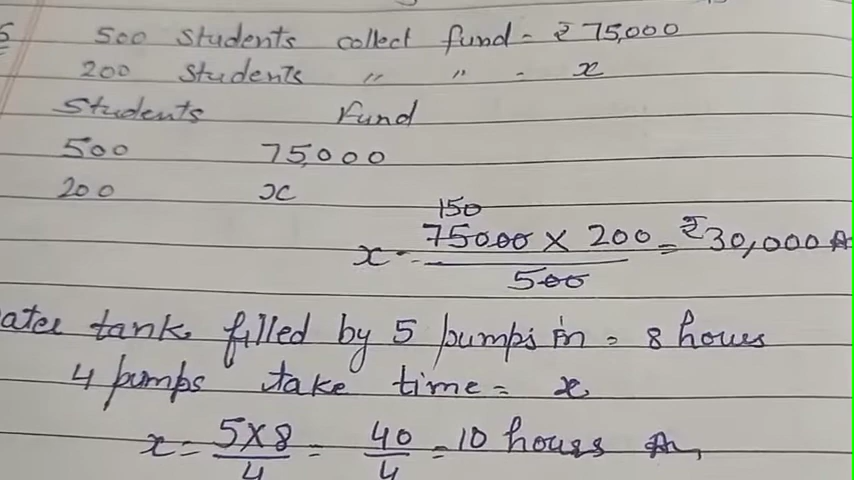 500 students collect fund = ₹ 75,000
200 students " " = x
Students Fund
500 75,000
200 x
150
x = 75000 × 200 / 500 = ₹30,000
tank filled by 5 pumps in = 8 hours
4 pumps take time = x
x = 5×8 / 4 = 40 / 4 = 10 hours